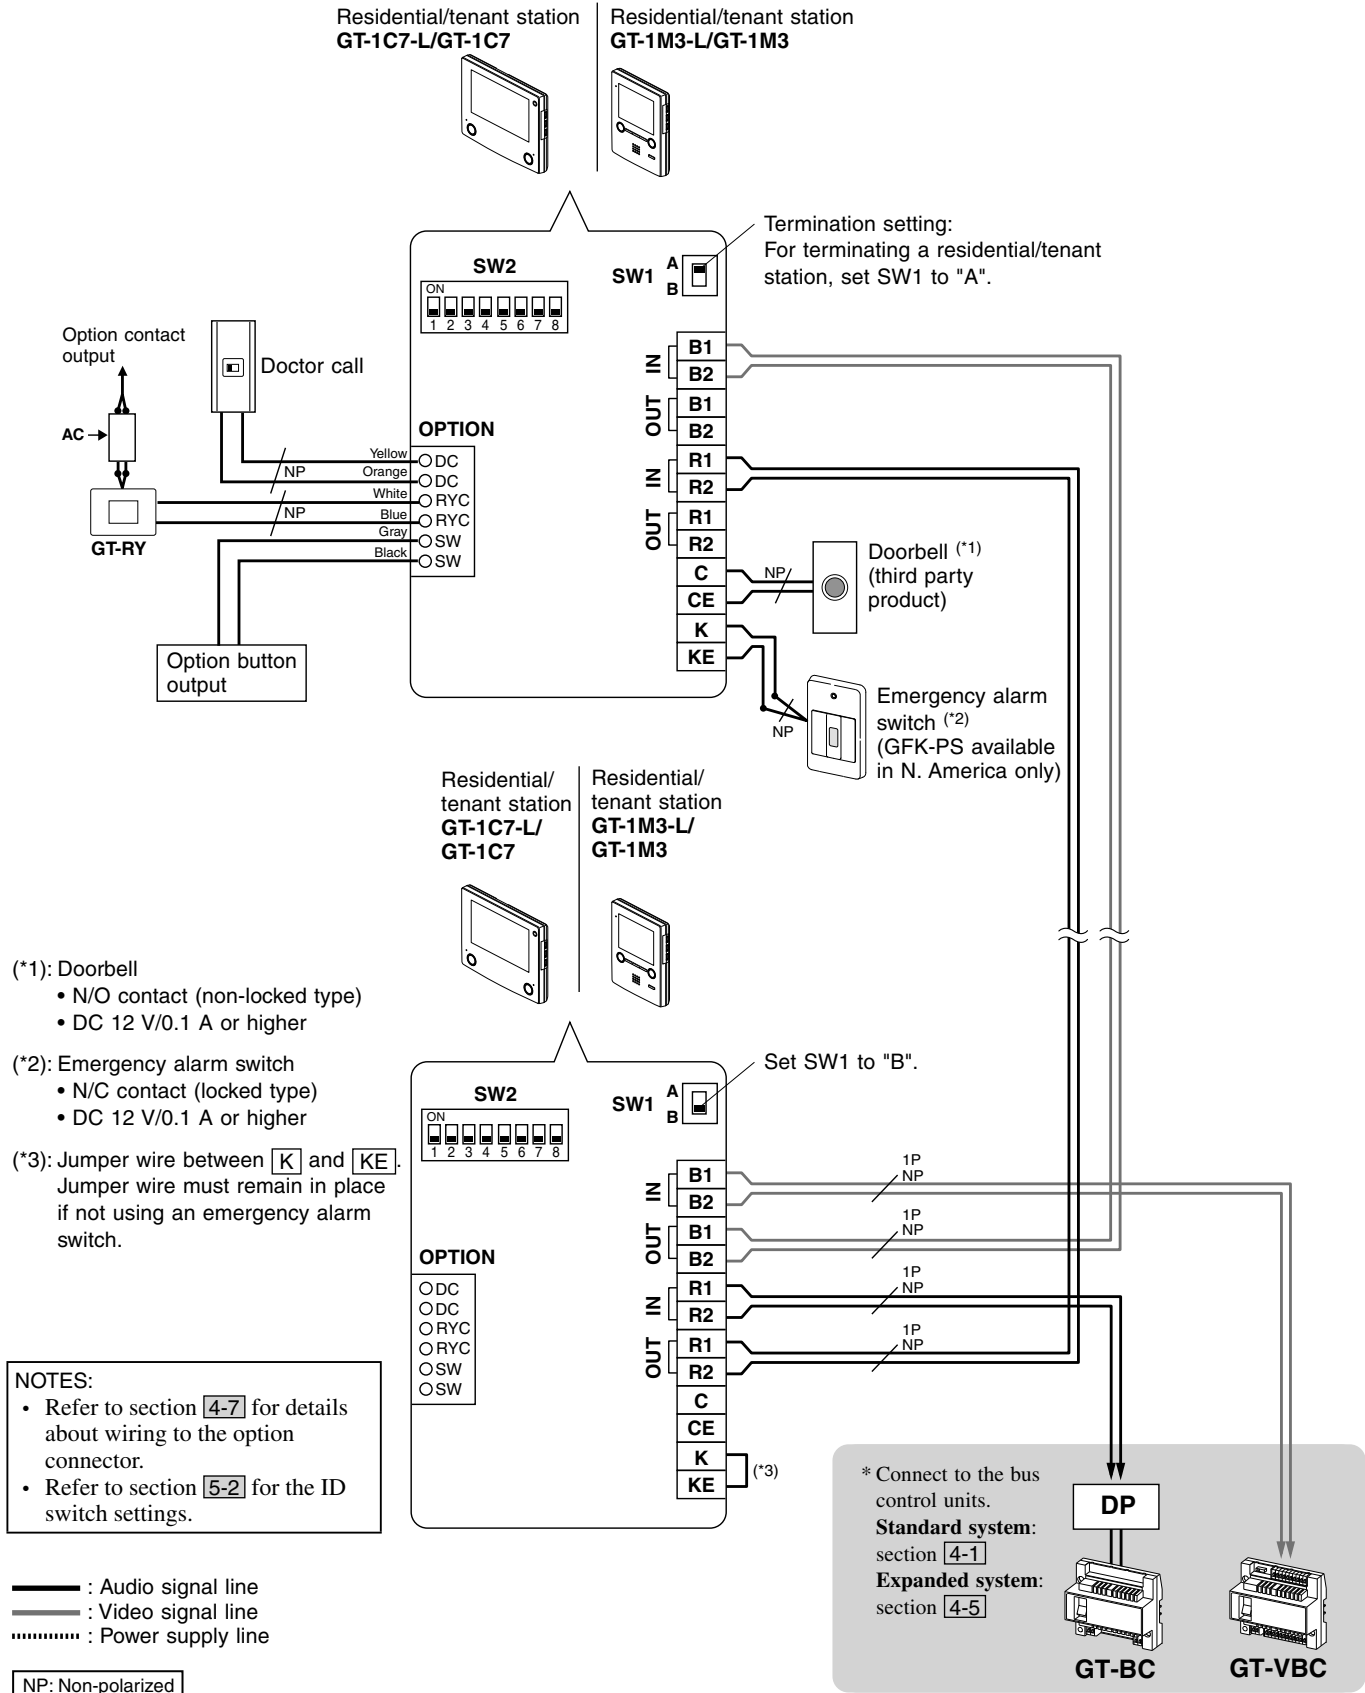 Residential/tenant station
GT-1C7-L/GT-1C7
Residential/tenant station
GT-1M3-L/GT-1M3
Termination setting:
For terminating a residential/tenant
station, set SW1 to "A".
SW2
ON
1 2 3 4 5 6 7 8
SW1
A
B
Option contact
output
Doctor call
AC
GT-RY
OPTION
Yellow
DC
NP
Orange
DC
White
RYC
NP
Blue
RYC
Gray
SW
Black
SW
Option button
output
IN
B1
B2
OUT
B1
B2
IN
R1
R2
OUT
R1
R2
C
CE
K
KE
NP
Doorbell (*1)
(third party
product)
NP
Emergency alarm
switch (*2)
(GFK-PS available
in N. America only)
Residential/
tenant station
GT-1C7-L/
GT-1C7
Residential/
tenant station
GT-1M3-L/
GT-1M3
(*1): Doorbell
• N/O contact (non-locked type)
• DC 12 V/0.1 A or higher
(*2): Emergency alarm switch
• N/C contact (locked type)
• DC 12 V/0.1 A or higher
(*3): Jumper wire between K and KE.
Jumper wire must remain in place
if not using an emergency alarm
switch.
Set SW1 to "B".
SW2
ON
1 2 3 4 5 6 7 8
SW1
A
B
OPTION
DC
DC
RYC
RYC
SW
SW
IN
B1
B2
OUT
B1
B2
IN
R1
R2
OUT
R1
R2
C
CE
K
KE
(*3)
1P
NP
1P
NP
1P
NP
1P
NP
NOTES:
• Refer to section 4-7 for details
about wiring to the option
connector.
• Refer to section 5-2 for the ID
switch settings.
* Connect to the bus
control units.
Standard system:
section 4-1
Expanded system:
section 4-5
DP
GT-BC
GT-VBC
: Audio signal line
: Video signal line
: Power supply line
NP: Non-polarized